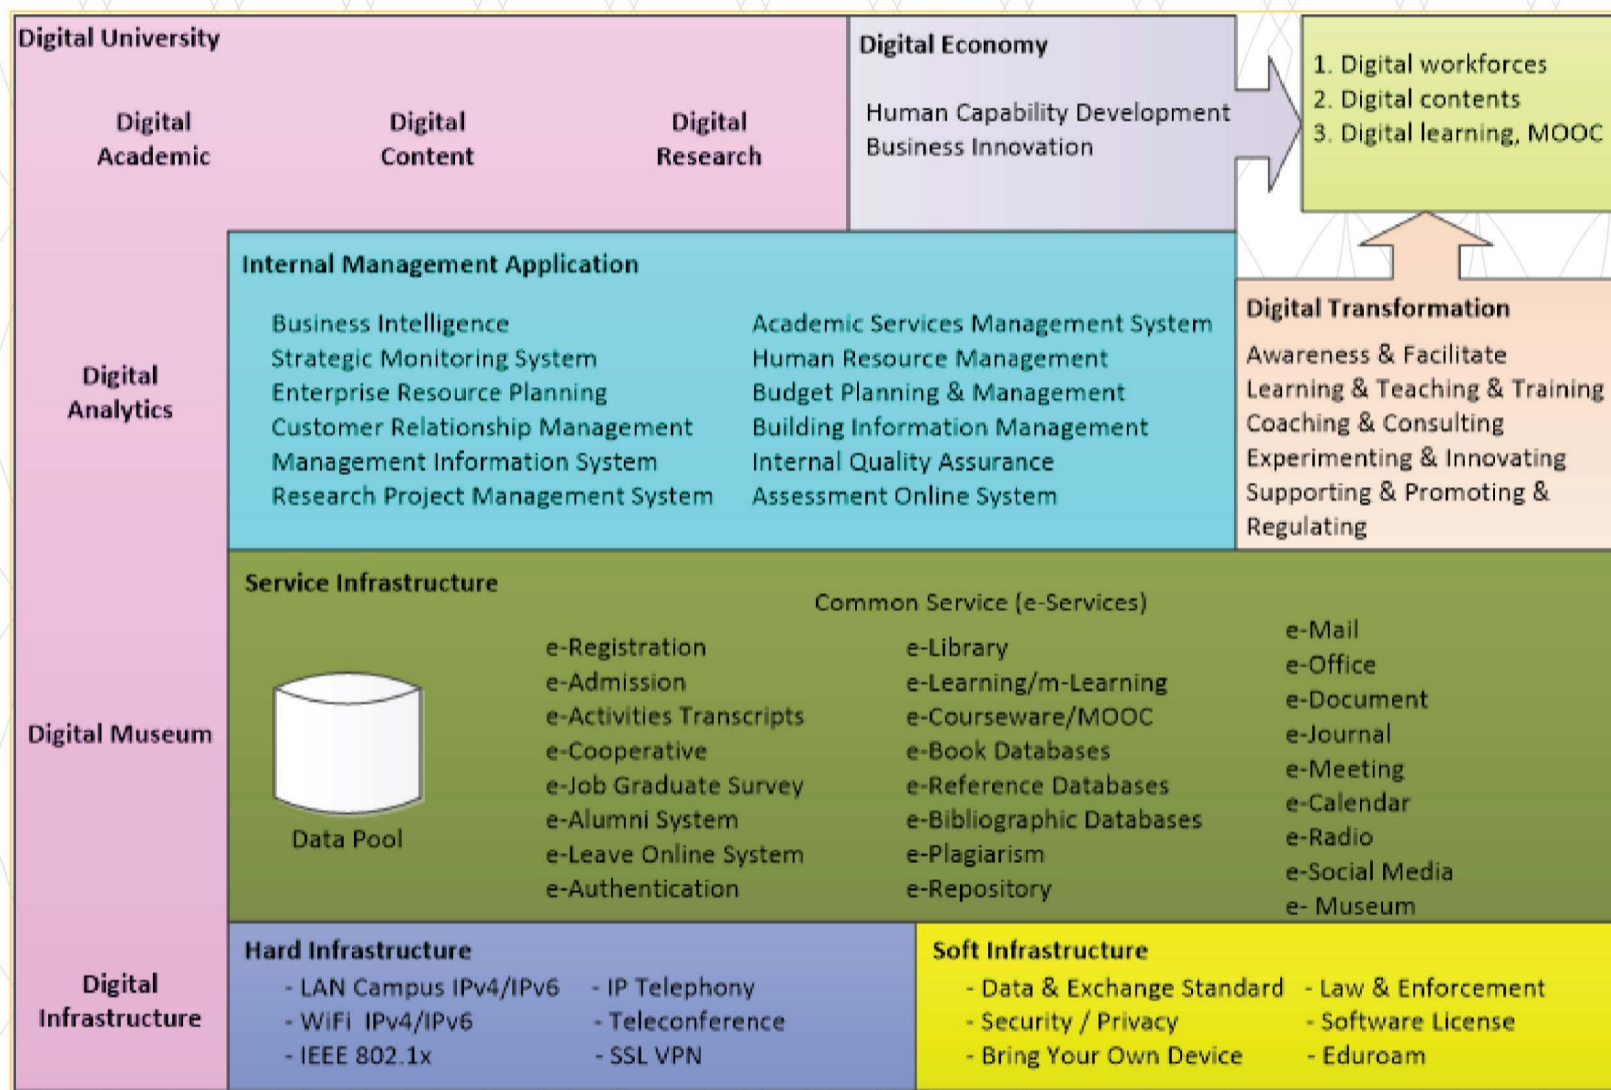 Digital University
Digital
Academic
Digital
Content
Digital
Research
Digital Economy
Human Capability Development
Business Innovation
1. Digital workforces
2. Digital contents
3. Digital learning, MOOC
Digital
Analytics
Internal Management Application
Business Intelligence
Strategic Monitoring System
Enterprise Resource Planning
Customer Relationship Management
Management Information System
Research Project Management System
Academic Services Management System
Human Resource Management
Budget Planning & Management
Building Information Management
Internal Quality Assurance
Assessment Online System
Digital Transformation
Awareness & Facilitate
Learning & Teaching & Training
Coaching & Consulting
Experimenting & Innovating
Supporting & Promoting &
Regulating
Digital Museum
Service Infrastructure
Common Service (e-Services)
Data Pool
e-Registration
e-Admission
e-Activities Transcripts
e-Cooperative
e-Job Graduate Survey
e-Alumni System
e-Leave Online System
e-Authentication
e-Library
e-Learning/m-Learning
e-Courseware/MOOC
e-Book Databases
e-Reference Databases
e-Bibliographic Databases
e-Plagiarism
e-Repository
e-Mail
e-Office
e-Document
e-Journal
e-Meeting
e-Calendar
e-Radio
e-Social Media
e- Museum
Digital
Infrastructure
Hard Infrastructure
- LAN Campus IPv4/IPv6
- WiFi IPv4/IPv6
- IEEE 802.1x
- IP Telephony
- Teleconference
- SSL VPN
Soft Infrastructure
- Data & Exchange Standard
- Security / Privacy
- Bring Your Own Device
- Law & Enforcement
- Software License
- Eduroam